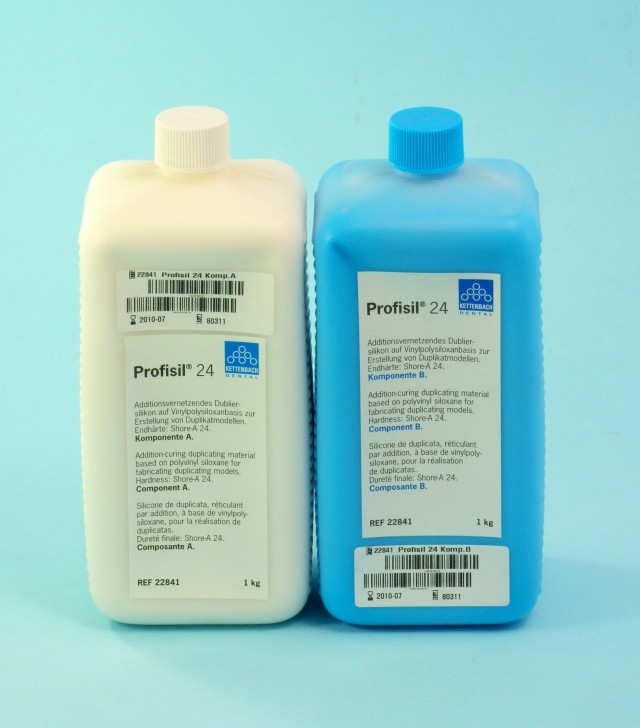 22841 Profisil 24 Komp.A
2010-07 80311
Profisil® 24
KETTENBACH
DENTAL
Additionsvernetzendes Dublier-
silikon auf Vinylpolysiloxanbasis zur
Erstellung von Duplikatmodellen.
Endhärte: Shore-A 24.
Komponente A.
Addition-curing duplicating material
based on polyvinyl siloxane for
fabricating duplicating models.
Hardness: Shore-A 24.
Component A.
Silicone de duplicata, réticulant
par addition, à base de vinylpoly-
siloxane, pour la réalisation de
duplicatas.
Dureté finale: Shore-A 24.
Composante A.
REF 22841 1 kg
Profisil® 24
KETTENBACH
DENTAL
Additionsvernetzendes Dublier-
silikon auf Vinylpolysiloxanbasis zur
Erstellung von Duplikatmodellen.
Endhärte: Shore-A 24.
Komponente B.
Addition-curing duplicating material
based on polyvinyl siloxane for
fabricating duplicating models.
Hardness: Shore-A 24.
Component B.
Silicone de duplicata, réticulant
par addition, à base de vinylpoly-
siloxane, pour la réalisation
de duplicatas.
Dureté finale: Shore-A 24.
Composante B.
REF 22841 1 kg
22841 Profisil 24 Komp.B
2010-07 80311